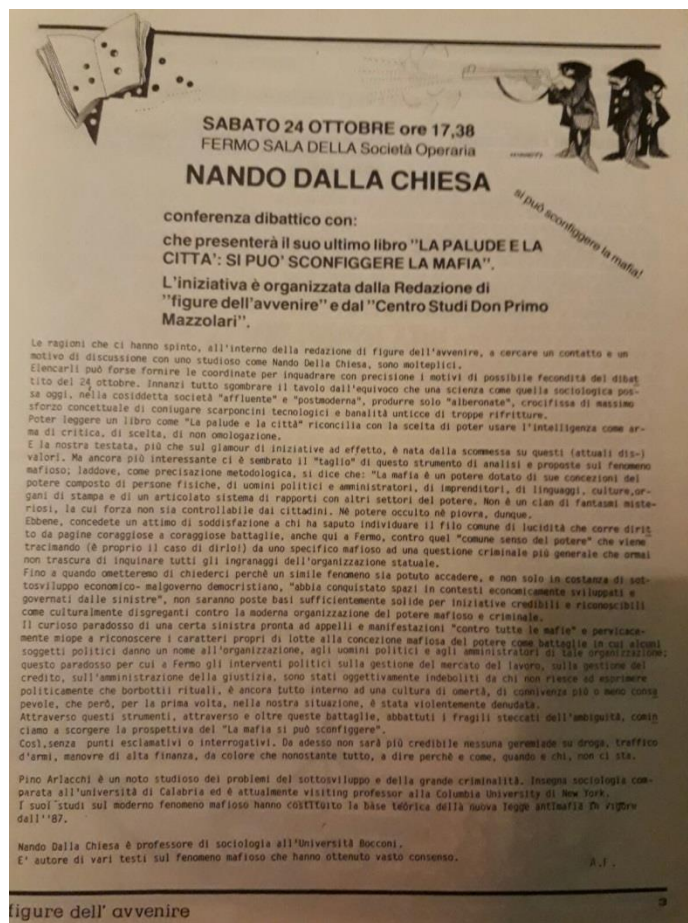 SABATO 24 OTTOBRE ore 17,38
FERMO SALA DELLA Società Operaria
NANDO DALLA CHIESA
si può sconfiggere la mafia!
conferenza dibattico con:
che presenterà il suo ultimo libro "LA PALUDE E LA
CITTA': SI PUO' SCONFIGGERE LA MAFIA".
L'iniziativa è organizzata dalla Redazione di
"figure dell'avvenire" e dal "Centro Studi Don Primo
Mazzolari".
Le ragioni che ci hanno spinto, all'interno della redazione di figure dell'avvenire, a cercare un contatto e un
motivo di discussione con uno studioso come Nando Della Chiesa, sono molteplici.
Elencarli può forse fornire le coordinate per inquadrare con precisione i motivi di possibile fecondità del dibat
tito del 24 ottobre. Innanzi tutto sgombrare il tavolo dall'equivoco che una scienza come quella sociologica pos-
sa oggi, nella cosiddetta società "affluente" e "postmoderna", produrre solo "alberonate", crocifissa di massimo
sforzo concettuale di coniugare scarponcini tecnologici e banalità unticce di troppe rifritture.
Poter leggere un libro come "La palude e la città" riconcilia con la scelta di poter usare l'intelligenza come ar-
ma di critica, di scelta, di non omologazione.
E la nostra testata, più che sul glamour di iniziative ad effetto, è nata dalla scommessa su questi (attuali dis-)
valori. Ma ancora più interessante ci è sembrato il "taglio" di questo strumento di analisi e proposte sul fenomeno
mafioso; laddove, come precisazione metodologica, si dice che: "La mafia è un potere dotato di sue concezioni del
potere composto di persone fisiche, di uomini politici e amministratori, di imprenditori, di linguaggi, culture,or-
gani di stampa e di un articolato sistema di rapporti con altri settori del potere. Non è un clan di fantasmi miste-
riosi, la cui forza non sia controllabile dai cittadini. Nè potere occulto nè piovra, dunque.
Ebbene, concedete un attimo di soddisfazione a chi ha saputo individuare il filo comune di lucidità che corre dirit
to da pagine coraggiose a coraggiose battaglie, anche qui a Fermo, contro quel "comune senso del potere" che viene
tracimando (è proprio il caso di dirlo!) da uno specifico mafioso ad una questione criminale più generale che ormai
non trascura di inquinare tutti gli ingranaggi dell'organizzazione statuale.
Fino a quando ometteremo di chiederci perchè un simile fenomeno sia potuto accadere, e non solo in costanza di sot-
tosviluppo economico- malgoverno democristiano, "abbia conquistato spazi in contesti economicamente sviluppati e
governati dalle sinistre", non saranno poste basi sufficientemente solide per iniziative credibili e riconoscibili
come culturalmente disgreganti contro la moderna organizzazione del potere mafioso e criminale.
Il curioso paradosso di una certa sinistra pronta ad appelli e manifestazioni "contro tutte le mafie" e pervicace-
mente miope a riconoscere i caratteri propri di lotte alla concezione mafiosa del potere come battaglie in cui alcuni
soggetti politici danno un nome all'organizzazione, agli uomini politici e agli amministratori di tale organizzazione;
questo paradosso per cui a Fermo gli interventi politici sulla gestione del mercato del lavoro, sulla gestione del
credito, sull'amministrazione della giustizia, sono stati oggettivamente indeboliti da chi non riesce ad esprimere
politicamente che borbottii rituali, è ancora tutto interno ad una cultura di omertà, di connivenza più o meno consa
pevole, che però, per la prima volta, nella nostra situazione, è stata violentemente denudata.
Attraverso questi strumenti, attraverso e oltre queste battaglie, abbattuti i fragili steccati dell'ambiguità, comin
ciamo a scorgere la prospettiva del "La mafia si può sconfiggere".
Così,senza punti esclamativi o interrogativi. Da adesso non sarà più credibile nessuna geremiade su droga, traffico
d'armi, manovre di alta finanza, da colore che nonostante tutto, a dire perchè e come, quando e chi, non ci sta.
Pino Arlacchi è un noto studioso dei problemi del sottosviluppo e della grande criminalità. Insegna sociologia com-
parata all'università di Calabria ed è attualmente visiting professor alla Columbia University di New York.
I suoi studi sul moderno fenomeno mafioso hanno costituito la base teorica della nuova legge antimafia in vigore
dall''87.
Nando Dalla Chiesa è professore di sociologia all'Università Bocconi.
E' autore di vari testi sul fenomeno mafioso che hanno ottenuto vasto consenso.
A.I.
figure dell' avvenire
3